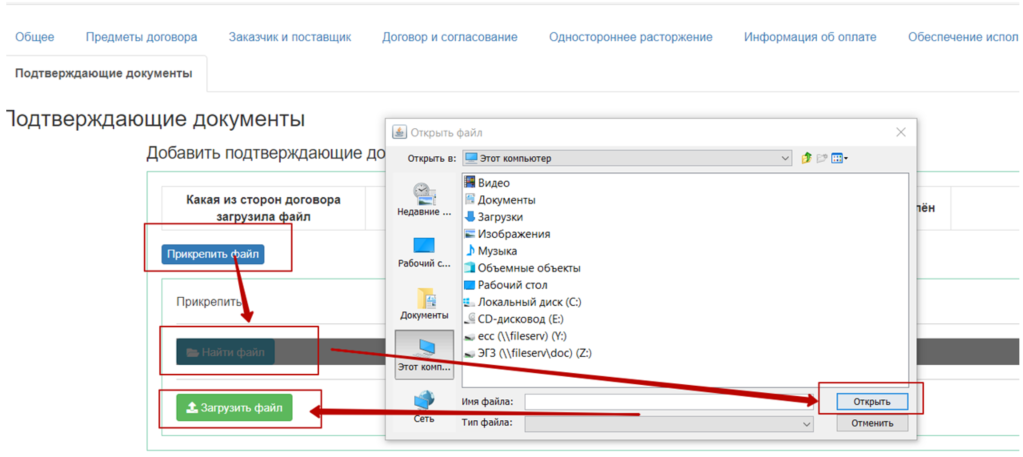 Общее Предметы договора Заказчик и поставщик Договор и согласование Одностороннее расторжение Информация об оплате Обеспечение испол
Подтверждающие документы
Подтверждающие документы
Добавить подтверждающие до
Какая из сторон договора
загрузила файл
лён
Прикрепить файл
Прикрепить
Найти файл
Загрузить файл
Открыть файл
Открыть в: Этот компьютер
Недавние ...
Рабочий с...
Документы
Этот комп...
Сеть
Видео
Документы
Загрузки
Изображения
Музыка
Объемные объекты
Рабочий стол
Локальный диск (C:)
CD-дисковод (E:)
ecc (\\fileserv) (Y:)
ЭГЗ (\\fileserv\doc) (Z:)
Имя файла: Открыть
Тип файла: Отменить